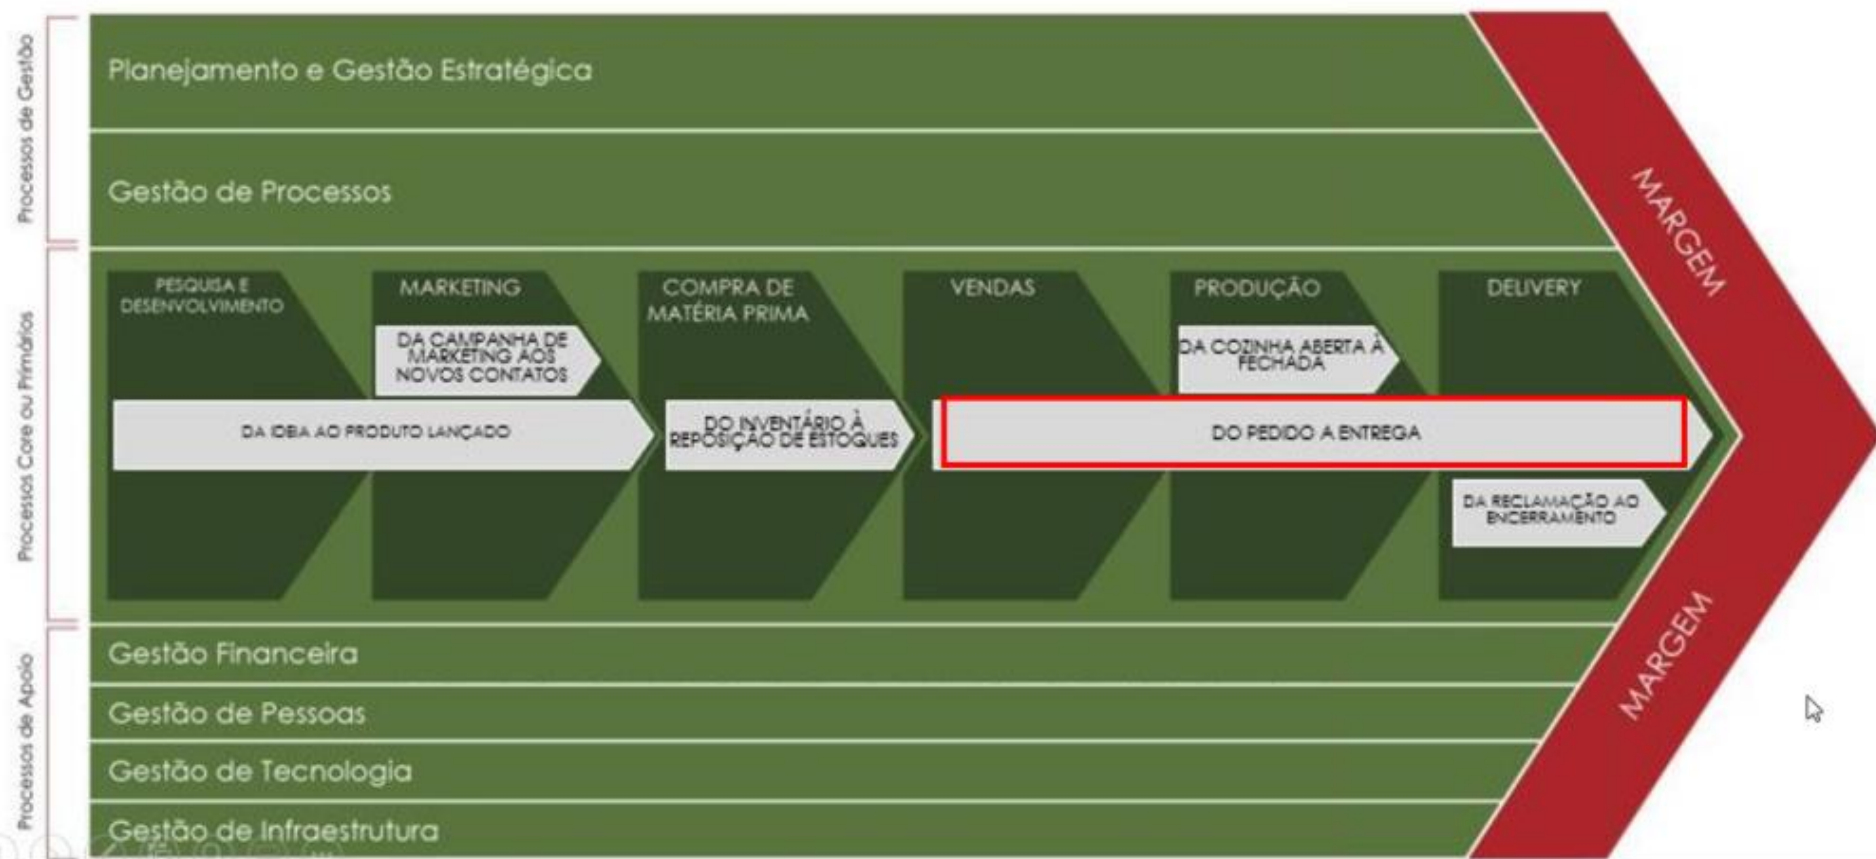 Processos de Gestão
Planejamento e Gestão Estratégica
Gestão de Processos
MARGEM
Processos Core ou Primários
PESQUISA E
DESENVOLVIMENTO
MARKETING
COMPRA DE
MATÉRIA PRIMA
VENDAS
PRODUÇÃO
DELIVERY
DA CAMPANHA DE
MARKETING AOS
NOVOS CONTATOS
DA COZINHA ABERTA À
FECHADA
DA IDEIA AO PRODUTO LANÇADO
DO INVENTÁRIO À
REPOSIÇÃO DE ESTOQUES
DO PEDIDO A ENTREGA
DA RECLAMAÇÃO AO
ENCERRAMENTO
MARGEM
Processos de Apoio
Gestão Financeira
Gestão de Pessoas
Gestão de Tecnologia
Gestão de Infraestrutura